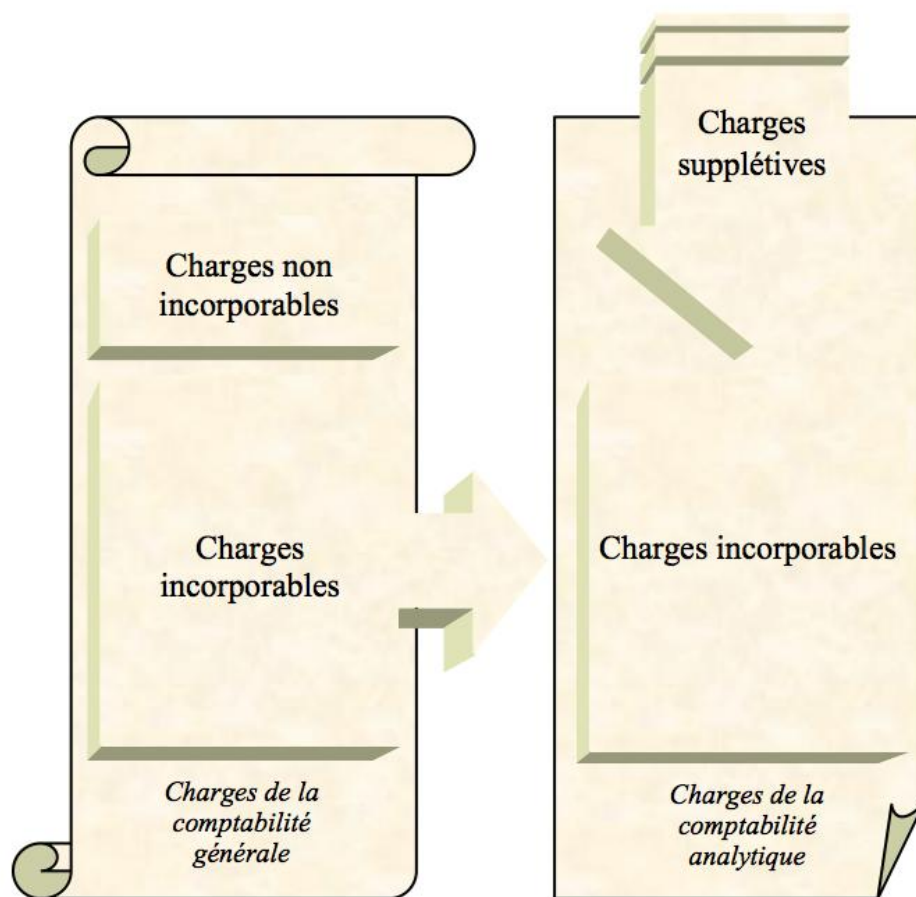 Charges non
incorporables
Charges
incorporables
Charges de la
comptabilité
générale
Charges
supplétives
Charges incorporables
Charges de la
comptabilité
analytique